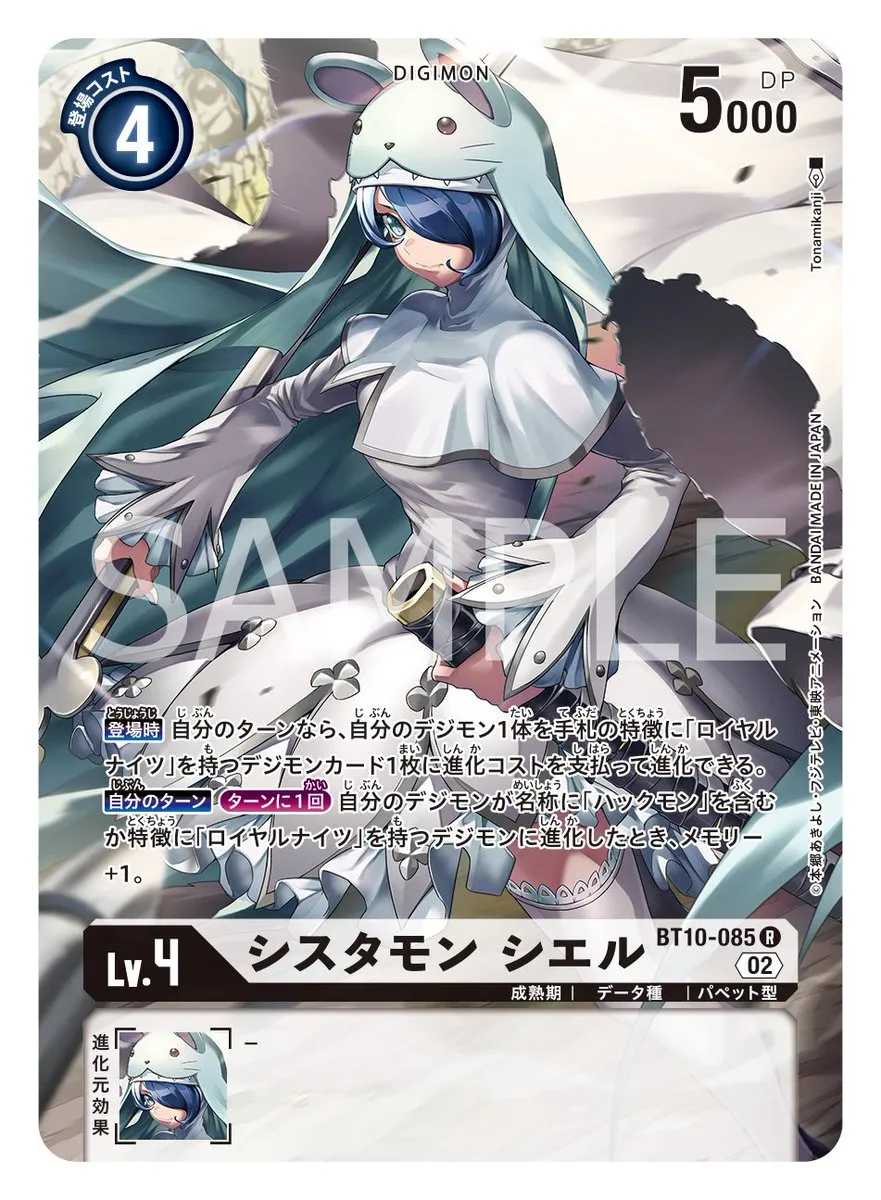 登場コスト
4
DIGIMON
DP
5000
Tonamikanji
SAMPLE
登場時 自分のターンなら、自分のデジモン1体を手札の特徴に「ロイヤル
ナイツ」を持つデジモンカード1枚に進化コストを支払って進化できる。
自分のターン ターンに1回 自分のデジモンが名称に「ハックモン」を含む
か特徴に「ロイヤルナイツ」を持つデジモンに進化したとき、メモリー
+1。
©本郷あきよし・フジテレビ・東映アニメーション BANDAI MADE IN JAPAN
Lv.4
シスタモン シエル
BT10-085 R
02
成熟期 | データ種 | パペット型
進化元効果
–